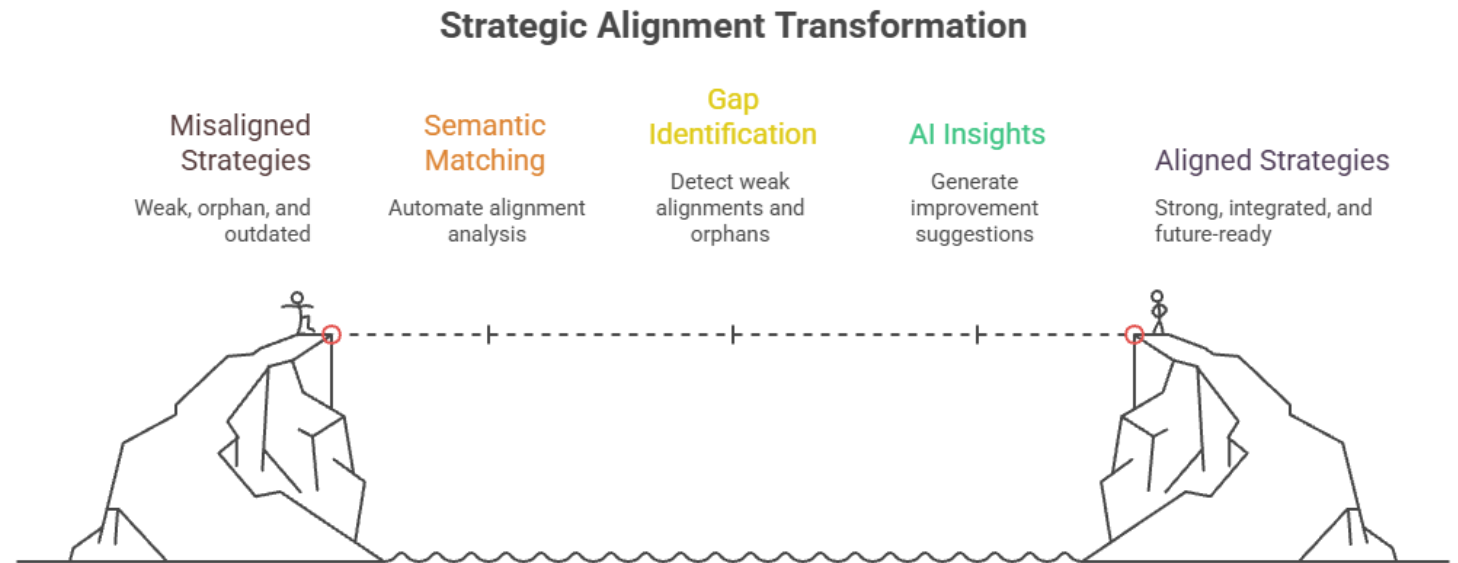 Strategic Alignment Transformation
Misaligned
Strategies
Weak, orphan, and
outdated
Semantic
Matching
Automate alignment
analysis
Gap
Identification
Detect weak
alignments and
orphans
AI Insights
Generate
improvement
suggestions
Aligned Strategies
Strong, integrated, and
future-ready